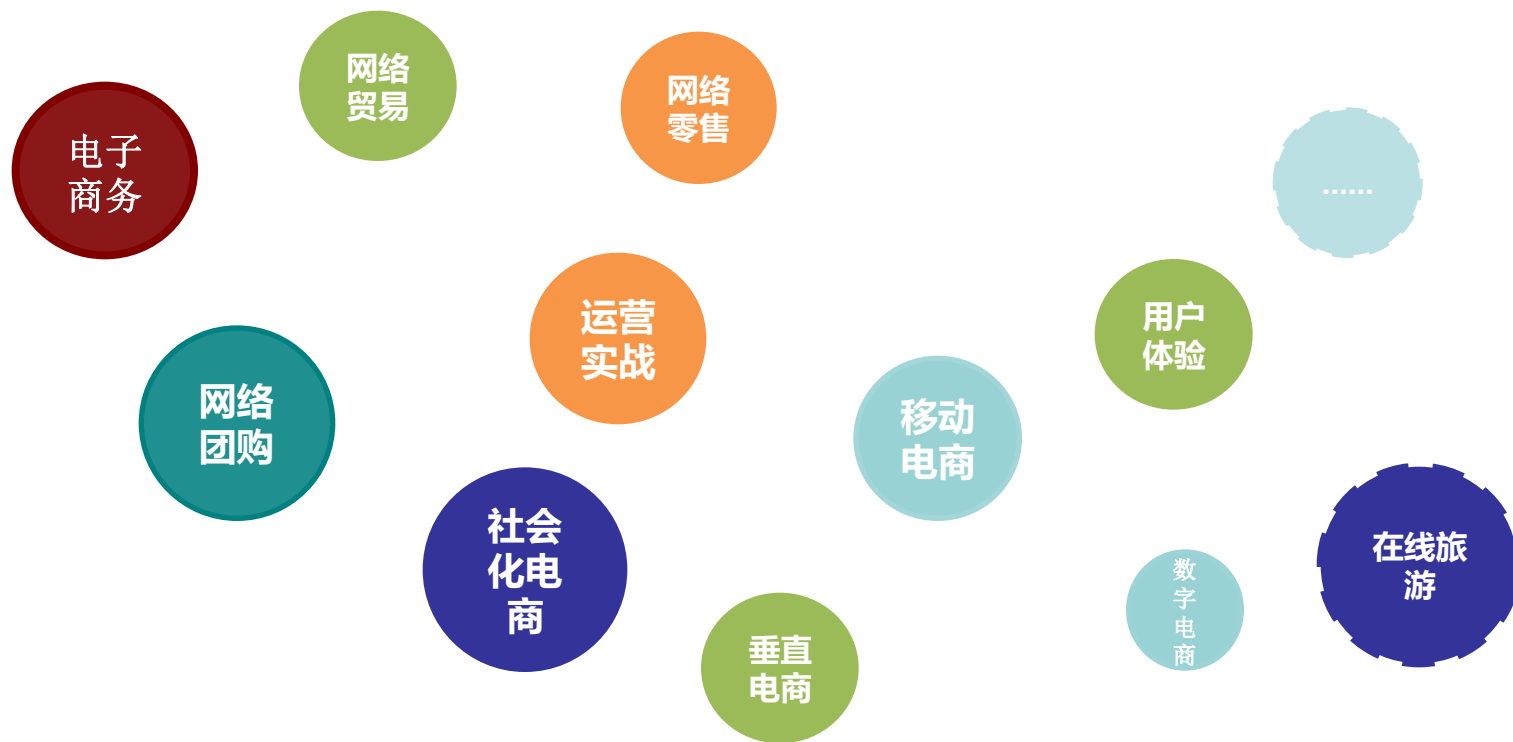 网络
贸易
网络
零售
电子
商务
……
运营
实战
用户
体验
网络
团购
移动
电商
社会
化电
商
在线旅
游
数
字
电
商
垂直
电商